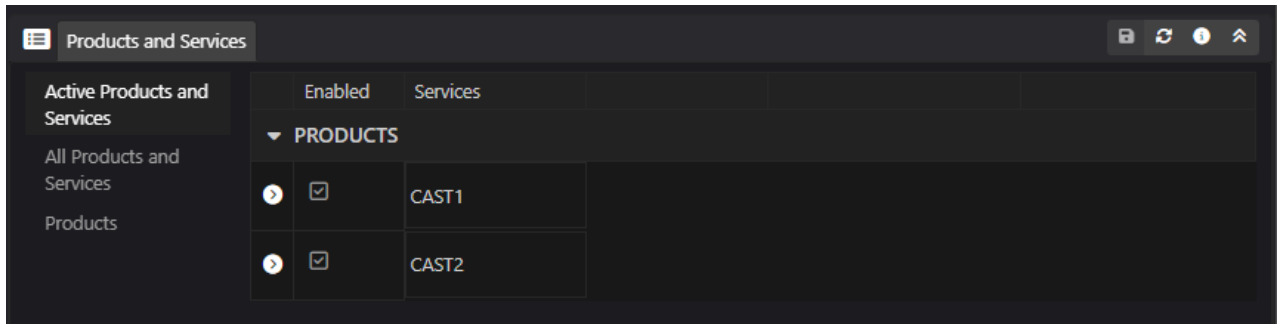 Products and Services
Active Products and
Services
All Products and
Services
Products
Enabled Services
PRODUCTS
CAST1
CAST2